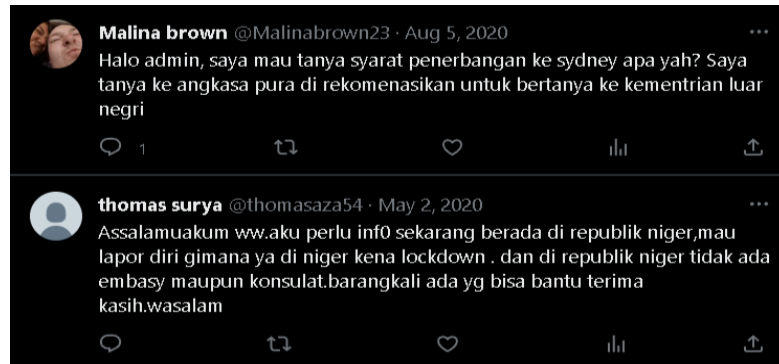 Malina brown @Malinabrown23 · Aug 5, 2020
Halo admin, saya mau tanya syarat penerbangan ke sydney apa yah? Saya
tanya ke angkasa pura di rekomenasikan untuk bertanya ke kementrian luar
negri
1
thomas surya @thomasaza54 · May 2, 2020
Assalamuakum ww.aku perlu inf0 sekarang berada di republik niger,mau
lapor diri gimana ya di niger kena lockdown . dan di republik niger tidak ada
embasy maupun konsulat.barangkali ada yg bisa bantu terima
kasih.wasalam